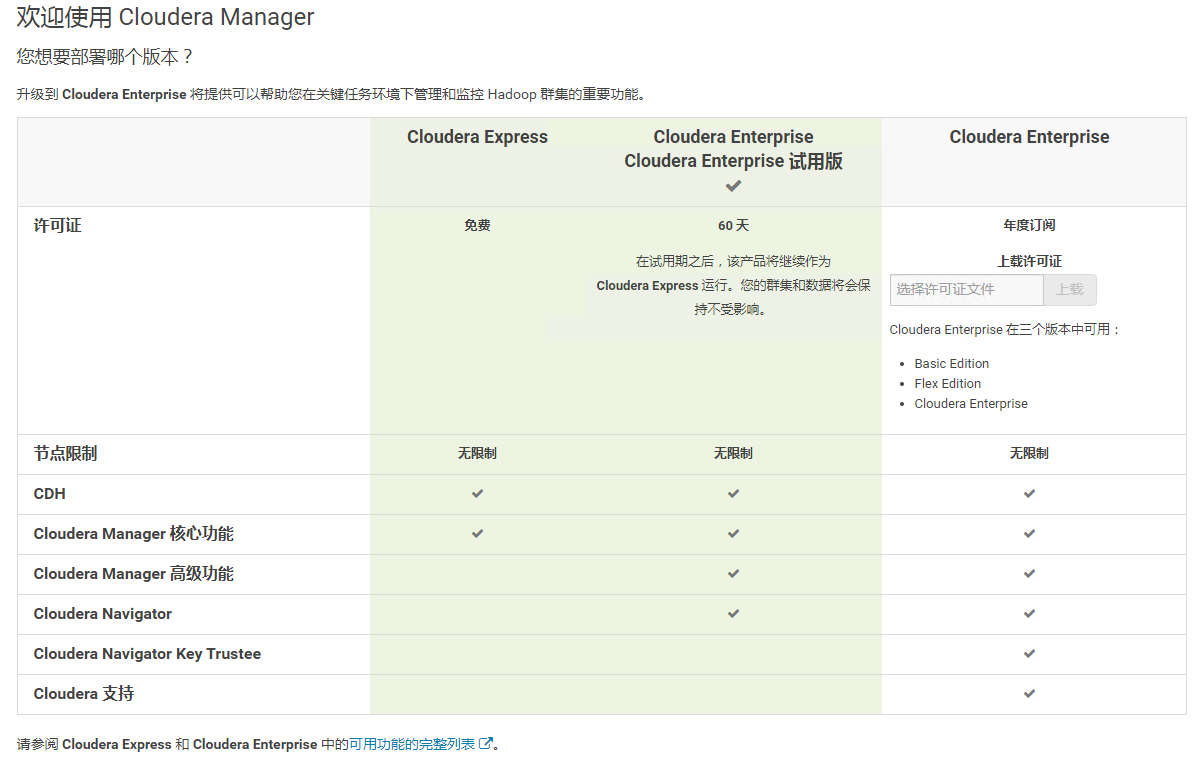 欢迎使用 Cloudera Manager
您想要部署哪个版本？
升级到 Cloudera Enterprise 将提供可以帮助您在关键任务环境下管理和监控 Hadoop 群集的重要功能。
Cloudera Express
Cloudera Enterprise
Cloudera Enterprise 试用版
Cloudera Enterprise
许可证
免费
60 天
在试用期之后，该产品将继续作为
Cloudera Express 运行。您的群集和数据将会保
持不受影响。
年度订阅
上载许可证
选择许可证文件 上载
Cloudera Enterprise 在三个版本中可用：
Basic Edition
Flex Edition
Cloudera Enterprise
节点限制 无限制 无限制 无限制
CDH
Cloudera Manager 核心功能
Cloudera Manager 高级功能
Cloudera Navigator
Cloudera Navigator Key Trustee
Cloudera 支持
请参阅 Cloudera Express 和 Cloudera Enterprise 中的可用功能的完整列表。